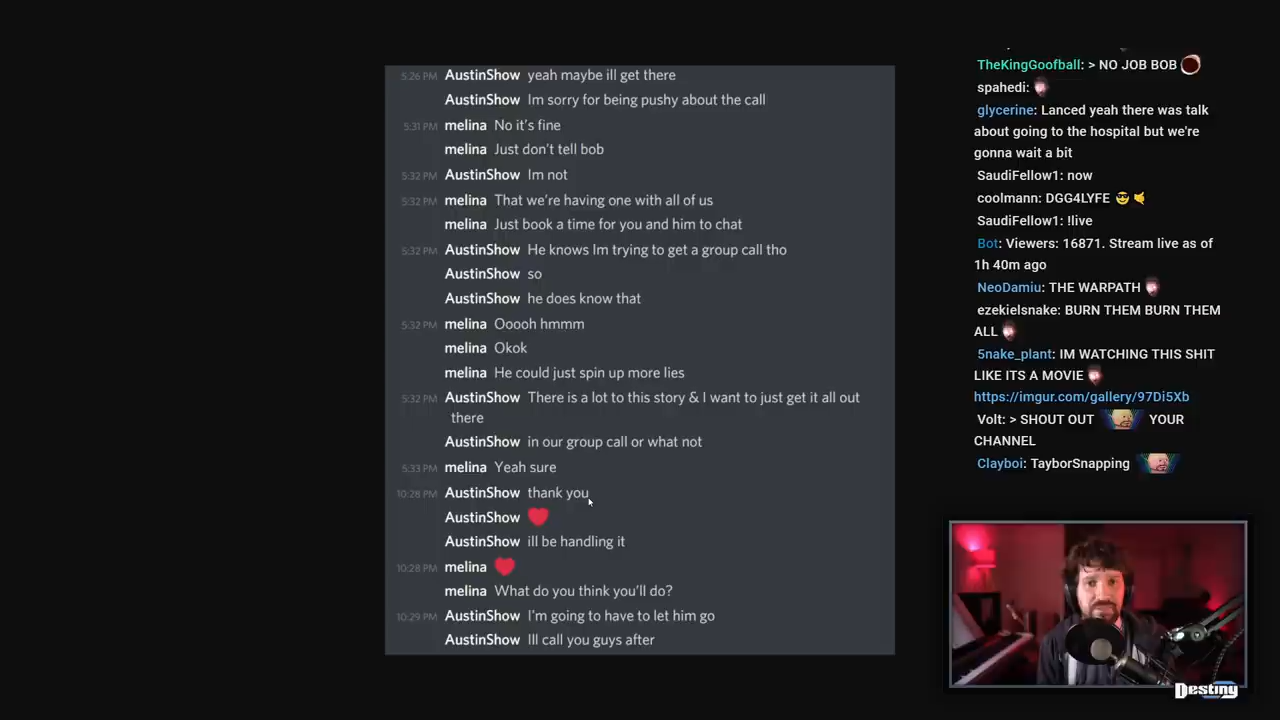 5:26 PM AustinShow yeah maybe ill get there
AustinShow Im sorry for being pushy about the call
5:31 PM melina No it's fine
melina Just don't tell bob
5:32 PM AustinShow Im not
5:32 PM melina That we're having one with all of us
melina Just book a time for you and him to chat
5:32 PM AustinShow He knows Im trying to get a group call tho
AustinShow so
AustinShow he does know that
5:32 PM melina Ooooh hmmm
melina Okok
melina He could just spin up more lies
5:32 PM AustinShow There is a lot to this story & I want to just get it all out
there
AustinShow in our group call or what not
5:33 PM melina Yeah sure
10:28 PM AustinShow thank you
AustinShow ❤️
AustinShow ill be handling it
10:28 PM melina ❤️
melina What do you think you'll do?
10:29 PM AustinShow I'm going to have to let him go
AustinShow Ill call you guys after
TheKingGoofball: > NO JOB BOB
spahedi:
glycerine: Lanced yeah there was talk
about going to the hospital but we're
gonna wait a bit
SaudiFellow1: now
coolmann: DGG4LYFE 😎 🤙
SaudiFellow1: !live
Bot: Viewers: 16871. Stream live as of
1h 40m ago
NeoDamiu: THE WARPATH
ezekielsnake: BURN THEM BURN THEM
ALL
5nake_plant: IM WATCHING THIS SHIT
LIKE ITS A MOVIE
https://imgur.com/gallery/97Di5Xb
Volt: > SHOUT OUT YOUR
CHANNEL
Clayboi: TayborSnapping
Destiny